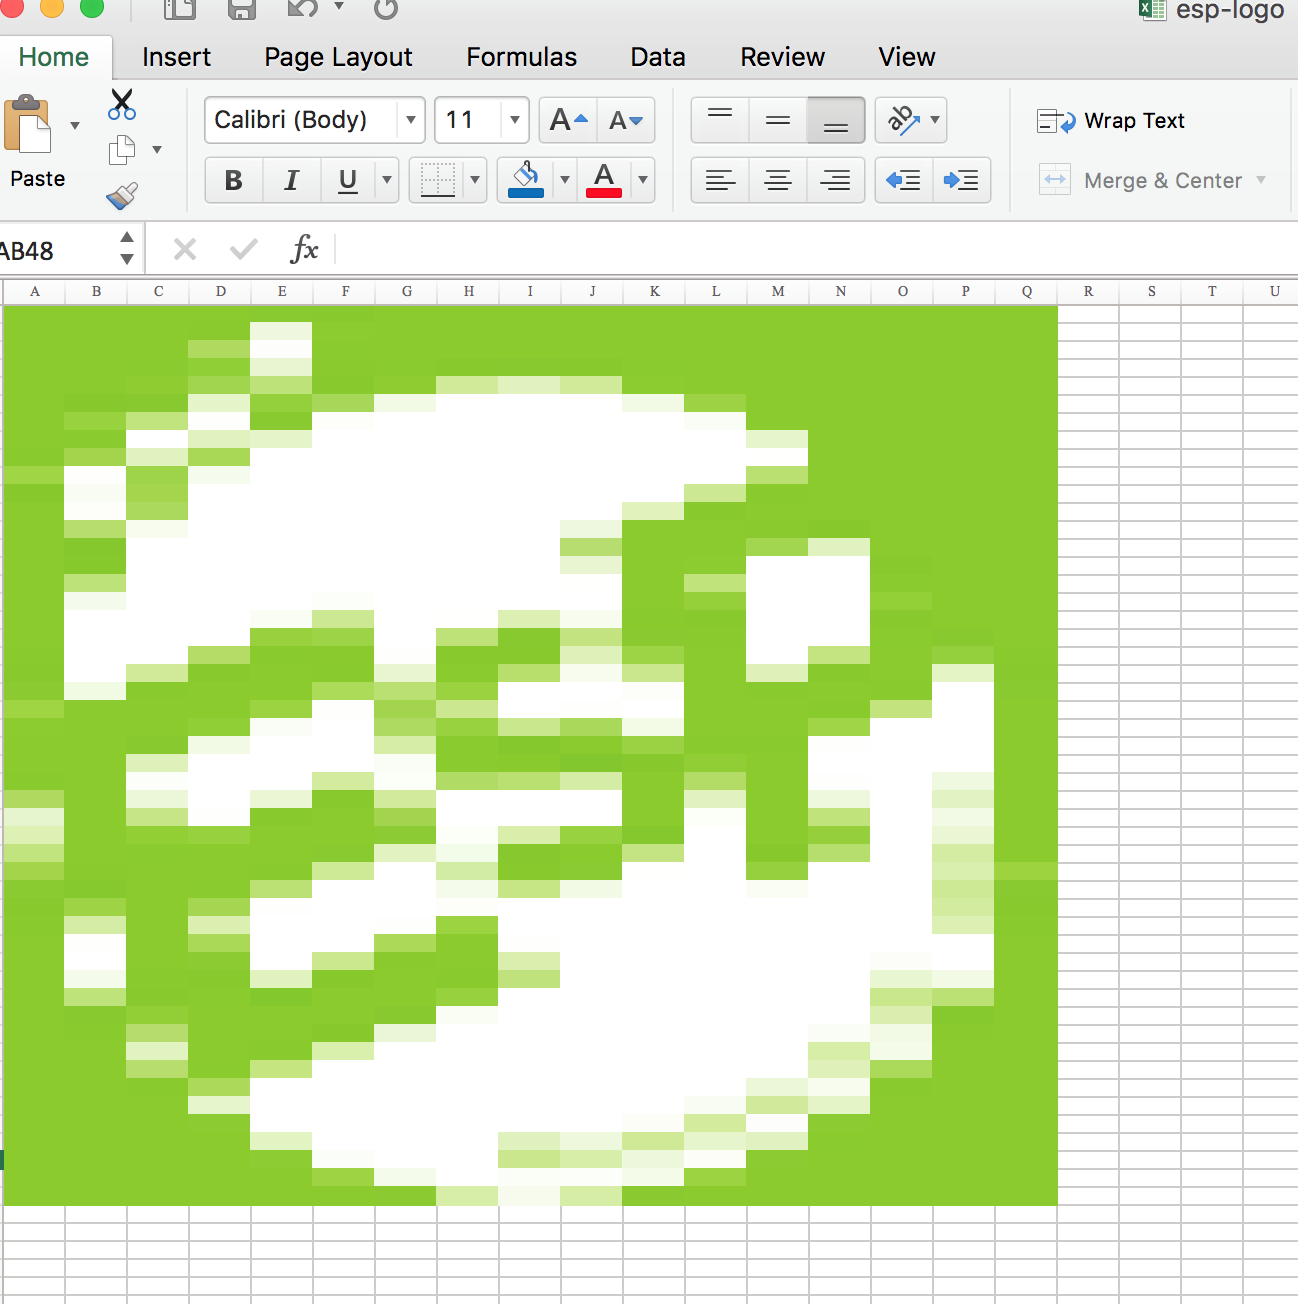 esp-logo
Home Insert Page Layout Formulas Data Review View
Calibri (Body) 11 A A ab Wrap Text
Paste B I U A Merge & Center
AB48 fx
A B C D E F G H I J K L M N O P Q R S T U